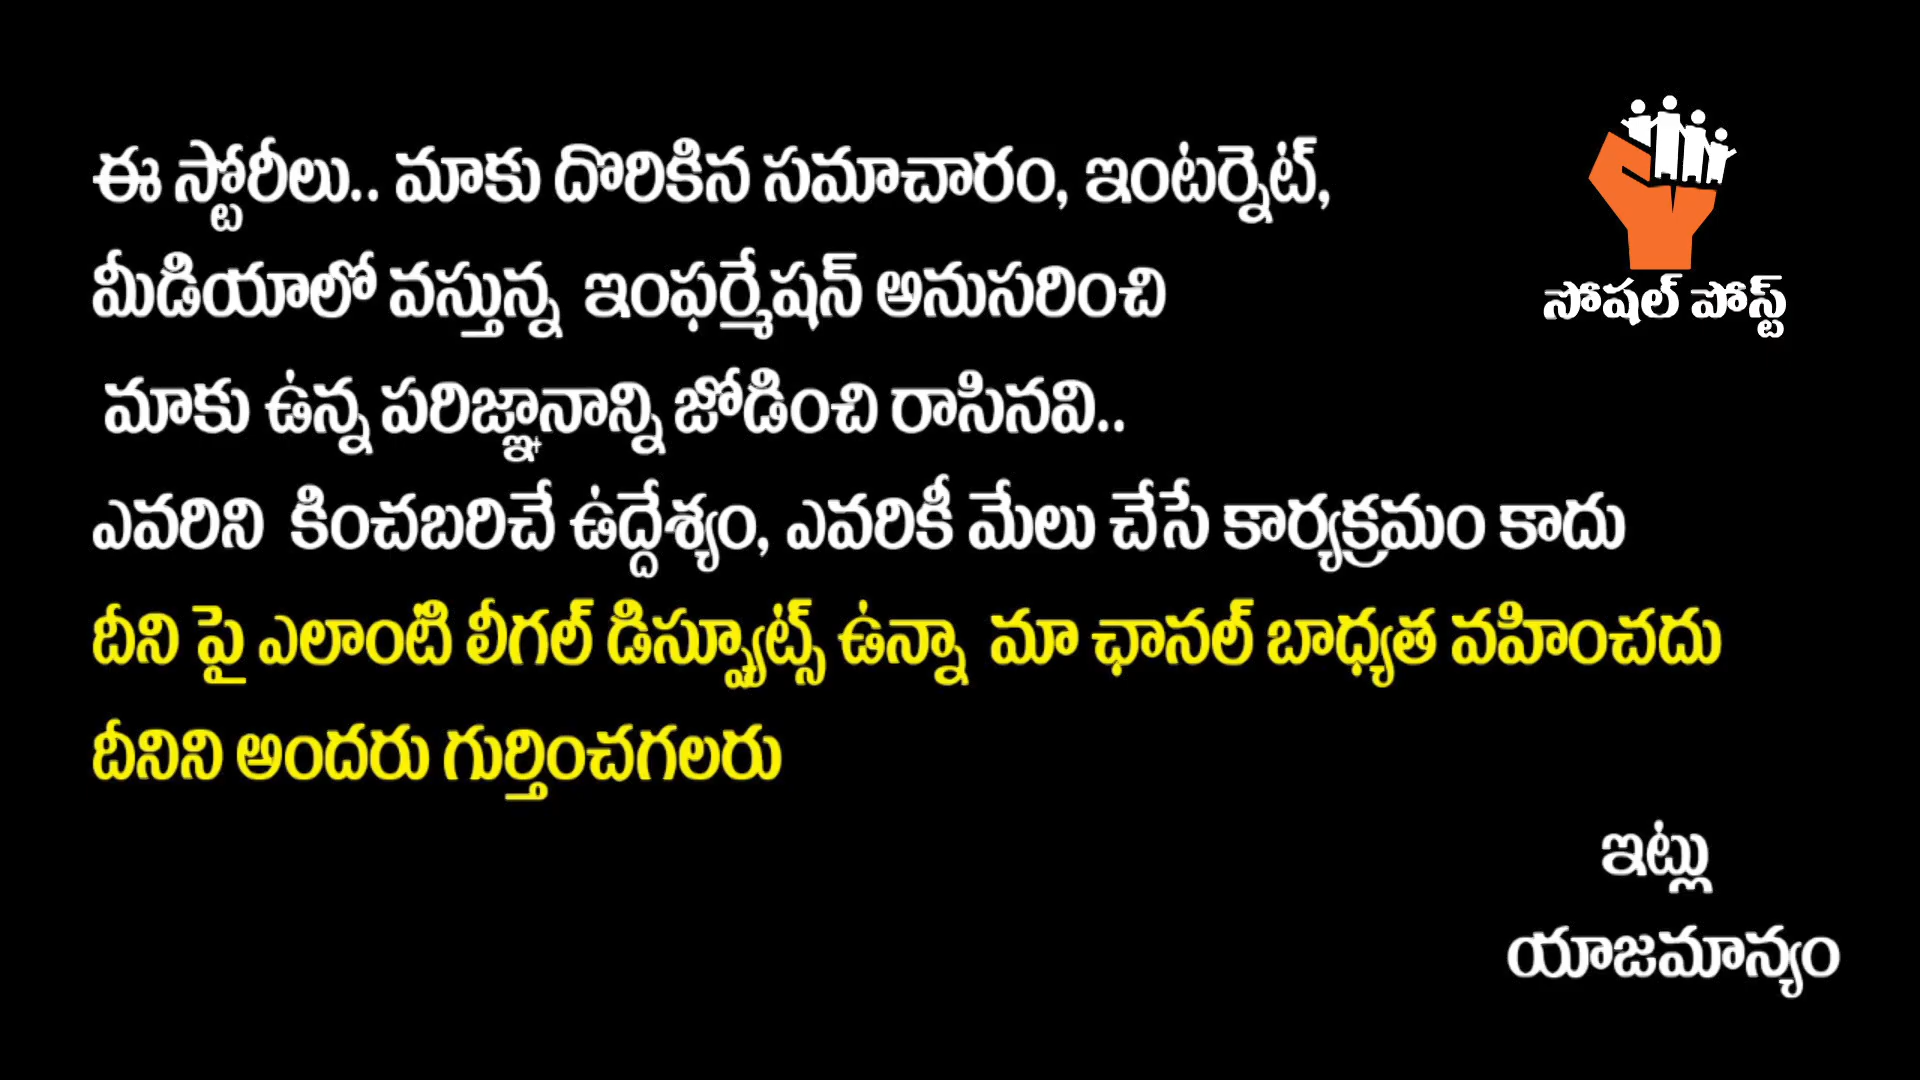 ఈ స్టోరీలు.. మాకు దొరికిన సమాచారం, ఇంటర్నెట్,
మీడియాలో వస్తున్న ఇంఫర్మేషన్ అనుసరించి
మాకు ఉన్న పరిజ్ఞానాన్ని జోడించి రాసినవి..
ఎవరిని కించబరిచే ఉద్దేశ్యం, ఎవరికీ మేలు చేసే కార్యక్రమం కాదు
దీని పై ఎలాంటి లీగల్ డిస్ప్యూట్స్ ఉన్నా మా ఛానల్ బాధ్యత వహించదు
దీనిని అందరు గుర్తించగలరు
సోషల్ పోస్ట్
ఇట్లు
యాజమాన్యం